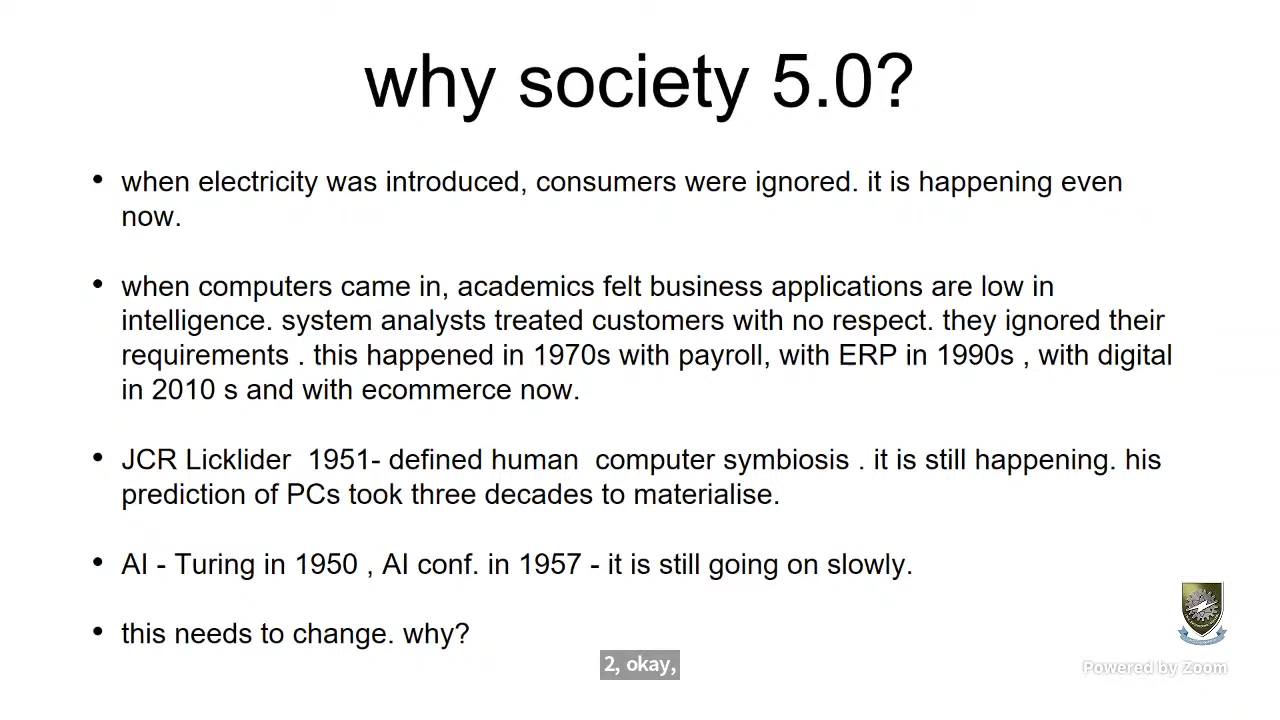 why society 5.0?
• when electricity was introduced, consumers were ignored. it is happening even
now.
• when computers came in, academics felt business applications are low in
intelligence. system analysts treated customers with no respect. they ignored their
requirements . this happened in 1970s with payroll, with ERP in 1990s , with digital
in 2010 s and with ecommerce now.
• JCR Licklider  1951- defined human  computer symbiosis . it is still happening. his
prediction of PCs took three decades to materialise.
• AI - Turing in 1950 , AI conf. in 1957 - it is still going on slowly.
• this needs to change. why?
2, okay,
Powered by Zoom